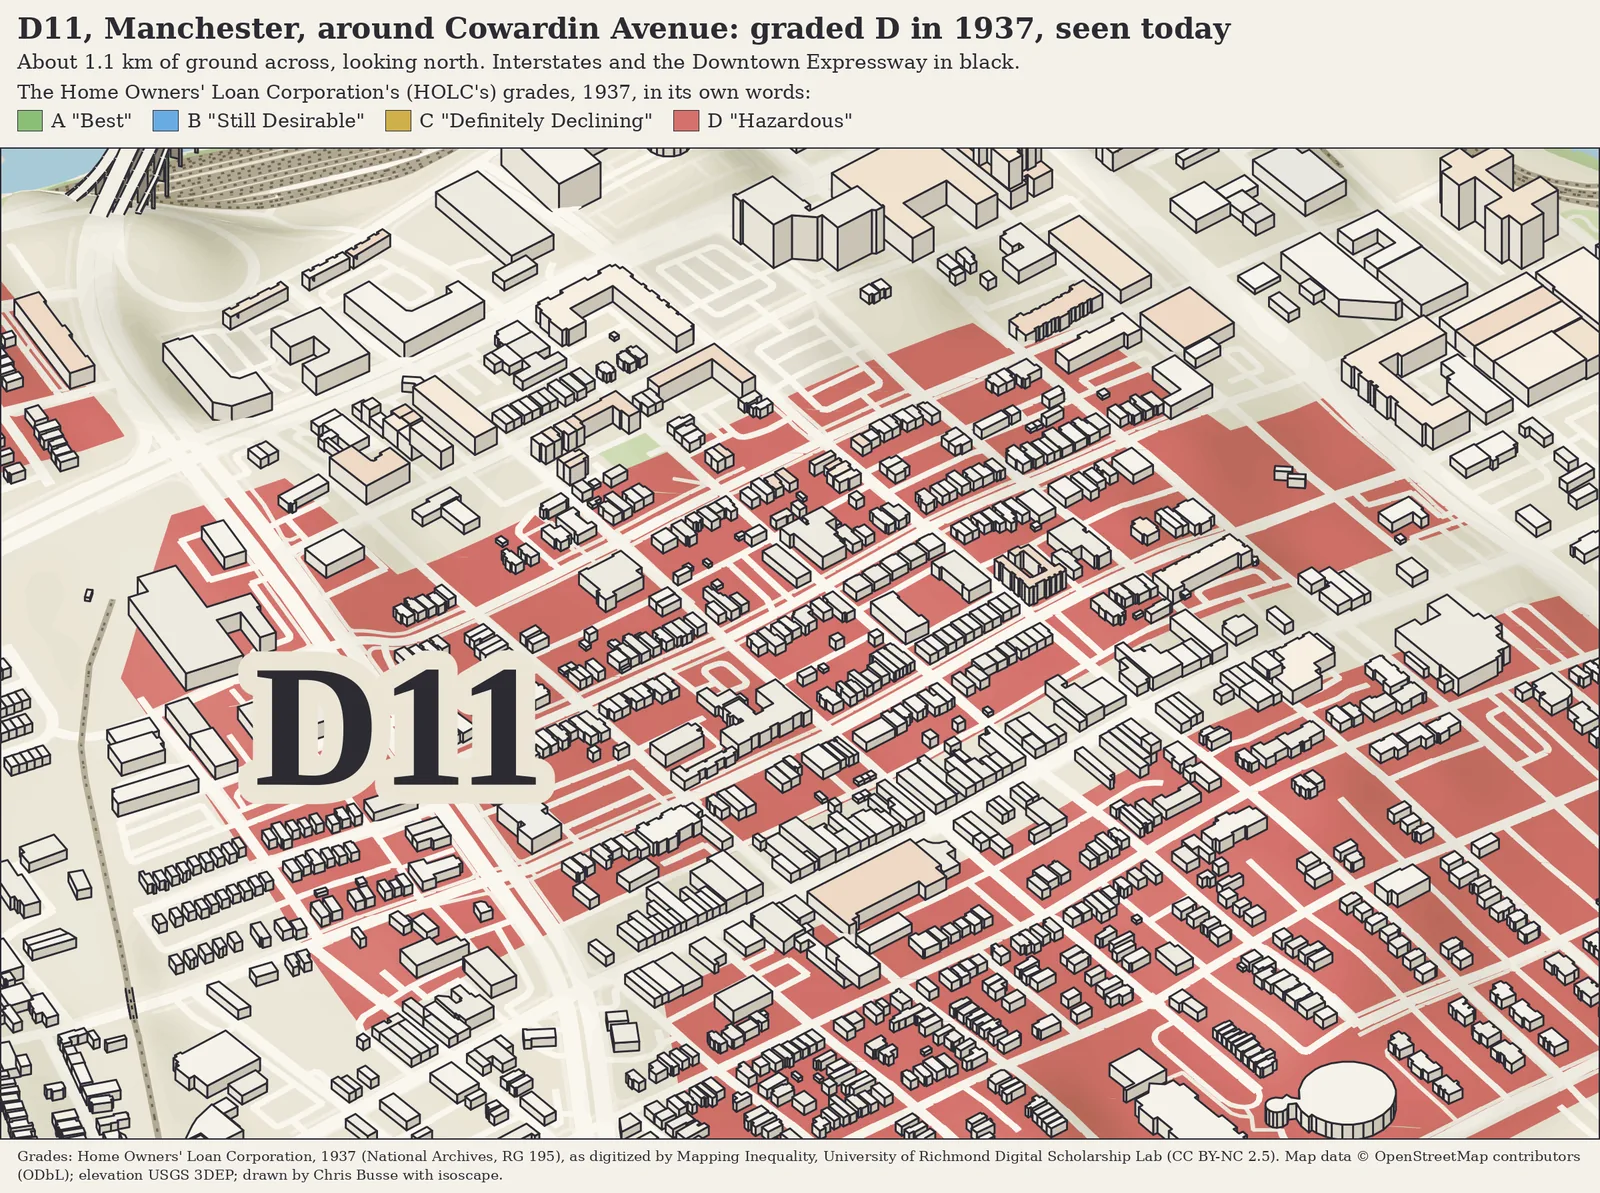 D11, Manchester, around Cowardin Avenue: graded D in 1937, seen today
About 1.1 km of ground across, looking north. Interstates and the Downtown Expressway in black.
The Home Owners' Loan Corporation's (HOLC's) grades, 1937, in its own words:
A "Best" B "Still Desirable" C "Definitely Declining" D "Hazardous"
D11
Grades: Home Owners' Loan Corporation, 1937 (National Archives, RG 195), as digitized by Mapping Inequality, University of Richmond Digital Scholarship Lab (CC BY-NC 2.5). Map data © OpenStreetMap contributors
(ODbL); elevation USGS 3DEP; drawn by Chris Busse with isoscape.